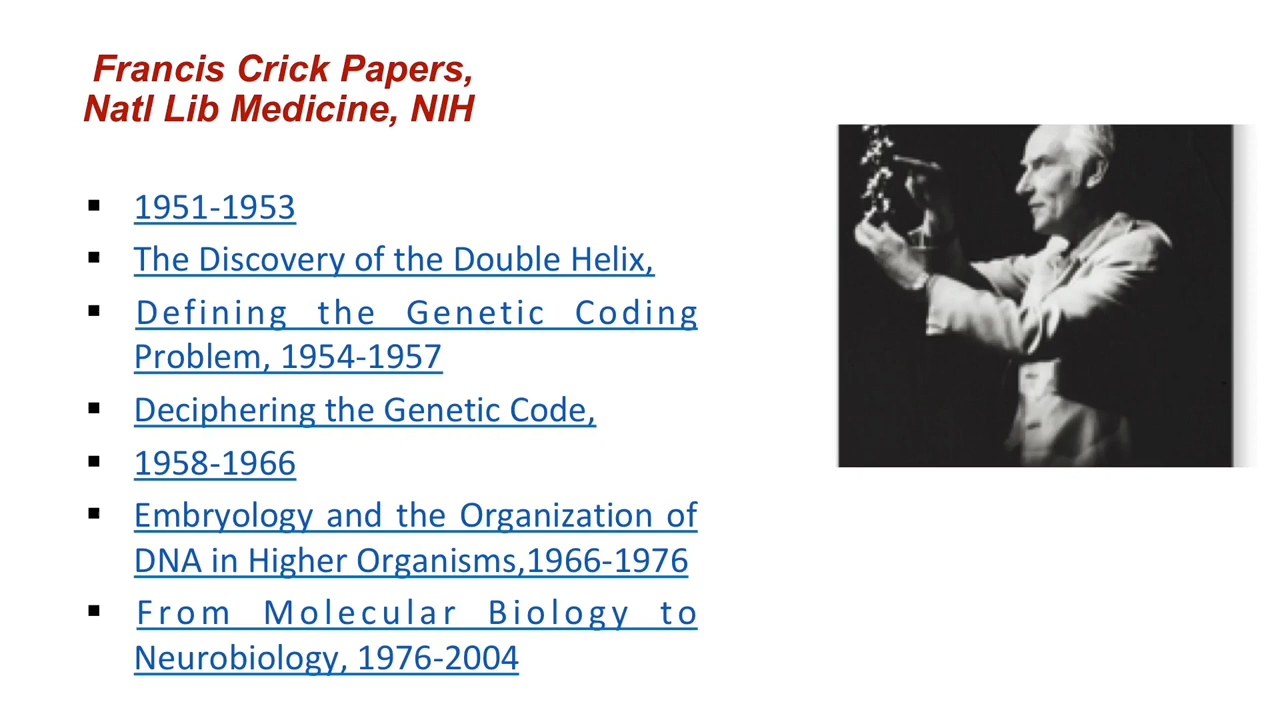 Francis Crick Papers,
Natl Lib Medicine, NIH
▪ 1951-1953
▪ The Discovery of the Double Helix,
▪ Defining the Genetic Coding
Problem, 1954-1957
▪ Deciphering the Genetic Code,
▪ 1958-1966
▪ Embryology and the Organization of
DNA in Higher Organisms,1966-1976
▪ From Molecular Biology to
Neurobiology, 1976-2004